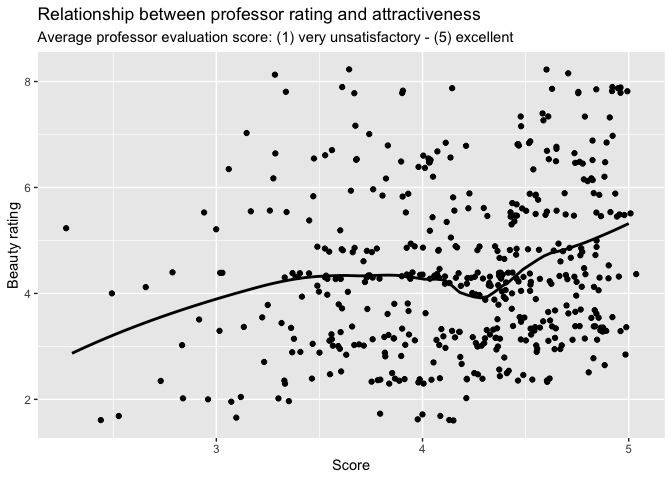 Relationship between professor rating and attractiveness
Average professor evaluation score: (1) very unsatisfactory - (5) excellent
8
6
4
2
Beauty rating
3
4
5
Score